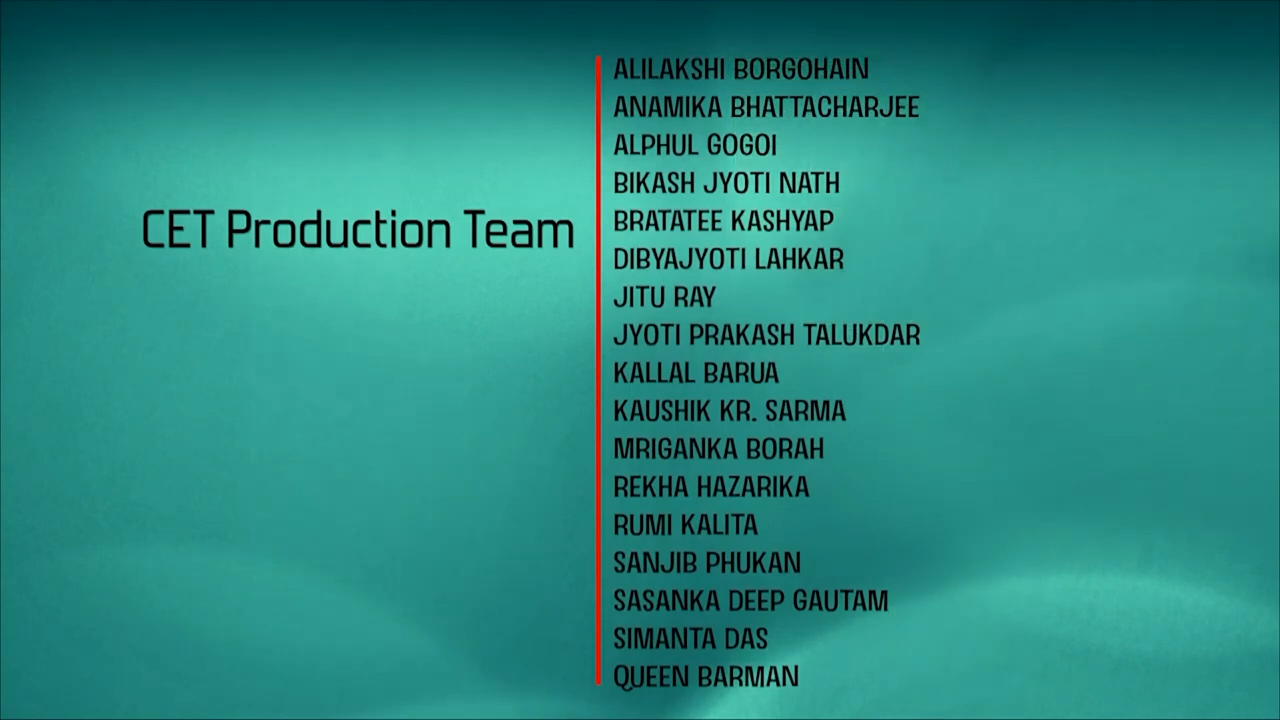 CET Production Team
ALILAKSHI BORGOHAIN
ANAMIKA BHATTACHARJEE
ALPHUL GOGOI
BIKASH JYOTI NATH
BRATATEE KASHYAP
DIBYAJYOTI LAHKAR
JITU RAY
JYOTI PRAKASH TALUKDAR
KALLAL BARUA
KAUSHIK KR. SARMA
MRIGANKA BORAH
REKHA HAZARIKA
RUMI KALITA
SANJIB PHUKAN
SASANKA DEEP GAUTAM
SIMANTA DAS
QUEEN BARMAN